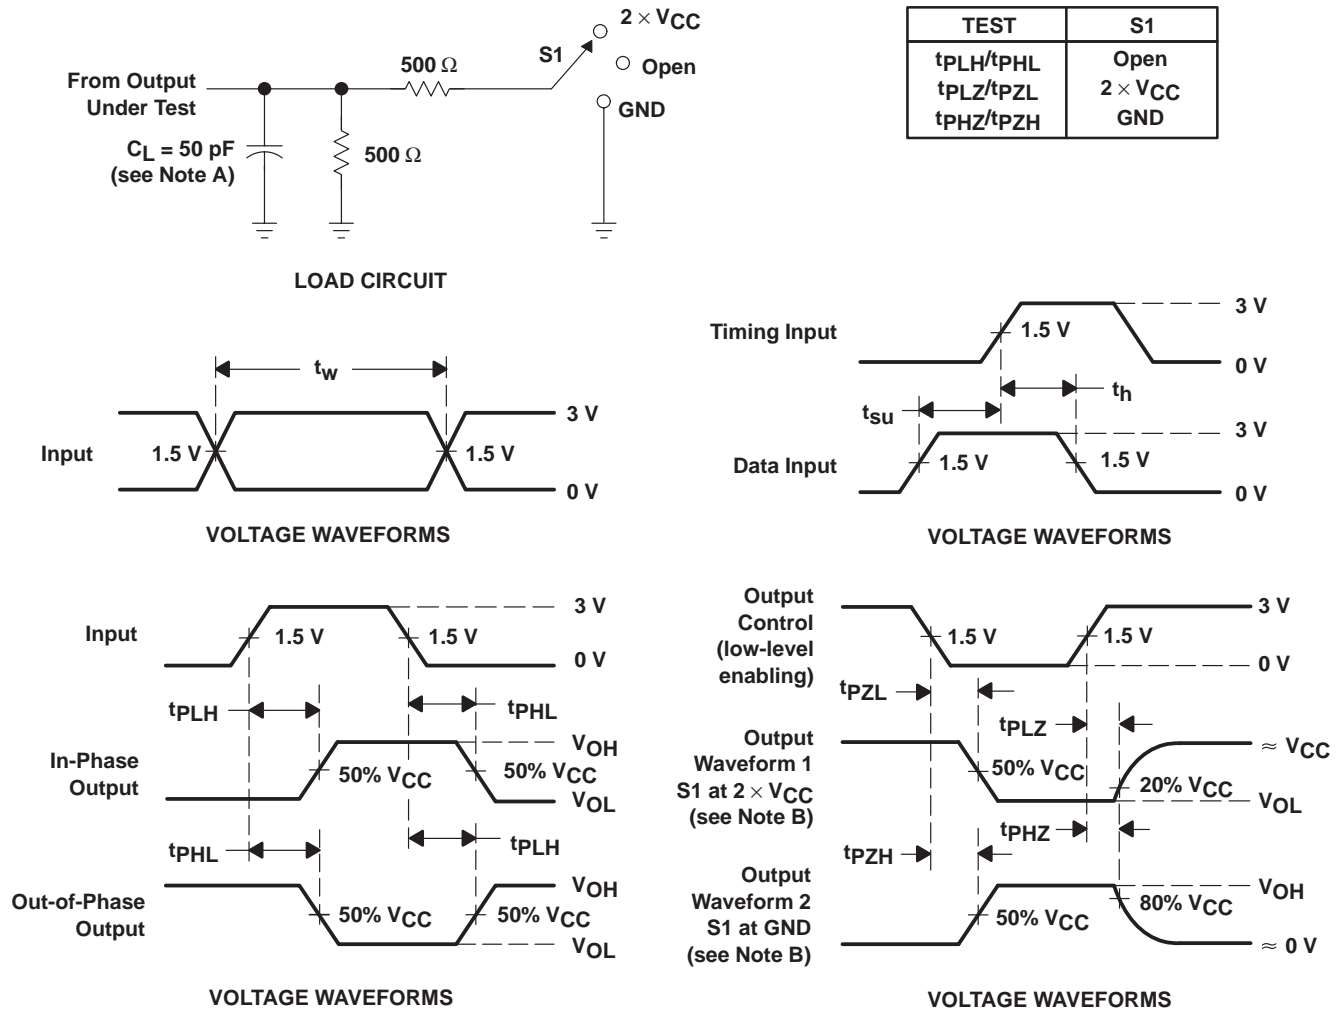 2 × VCC
S1
Open
GND
500 Ω
From Output
Under Test
CL = 50 pF
(see Note A)
500 Ω
LOAD CIRCUIT
TEST S1
tPLH/tPHL Open
tPLZ/tPZL 2 × VCC
tPHZ/tPZH GND
tw
Input
1.5 V
1.5 V
3 V
0 V
VOLTAGE WAVEFORMS
Timing Input
1.5 V
3 V
0 V
th
tsu
Data Input
1.5 V
1.5 V
3 V
0 V
VOLTAGE WAVEFORMS
Input
1.5 V
1.5 V
3 V
0 V
tPLH
tPHL
In-Phase
Output
50% VCC
50% VCC
VOH
VOL
tPHL
tPLH
Out-of-Phase
Output
50% VCC
50% VCC
VOH
VOL
VOLTAGE WAVEFORMS
Output
Control
(low-level
enabling)
1.5 V
1.5 V
3 V
0 V
tPZL
tPLZ
Output
Waveform 1
S1 at 2 × VCC
(see Note B)
50% VCC
20% VCC
≈ VCC
VOL
tPHZ
tPZH
Output
Waveform 2
S1 at GND
(see Note B)
50% VCC
80% VCC
VOH
≈ 0 V
VOLTAGE WAVEFORMS